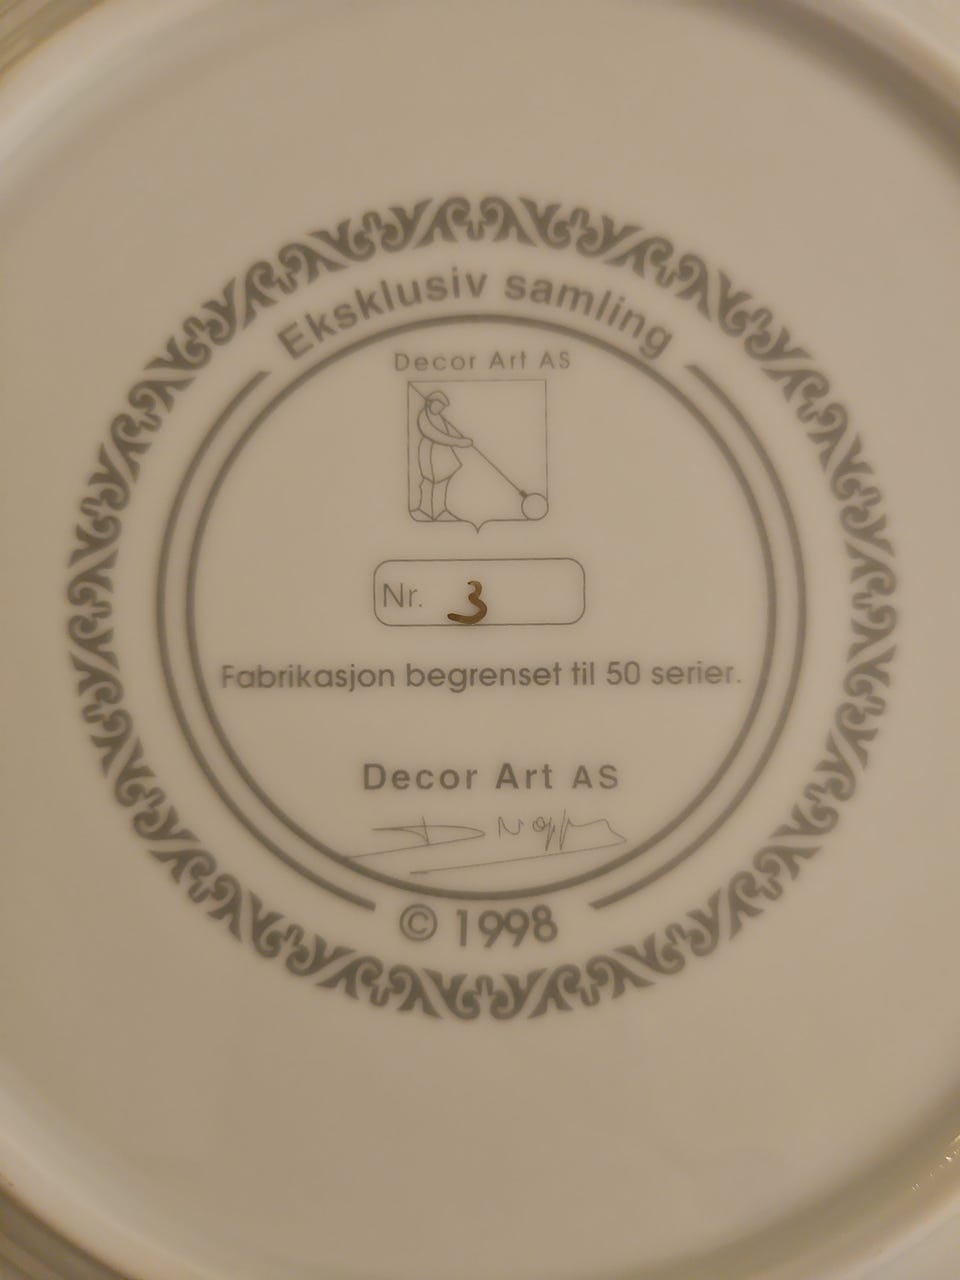 Eksklusiv samling
Decor Art AS
Nr. 3
Fabrikasjon begrenset til 50 serier.
Decor Art AS
© 1998